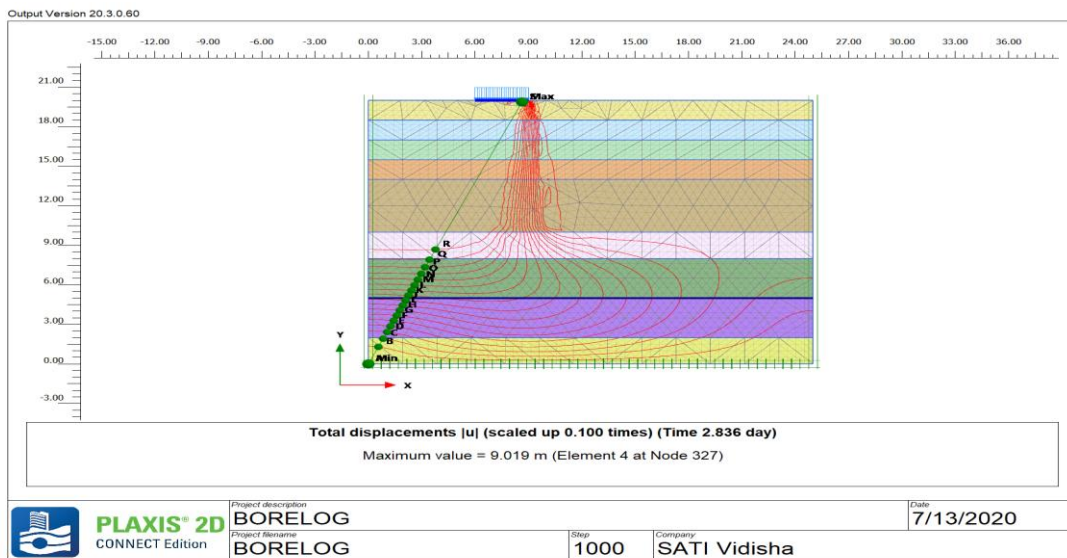 Output Version 20.3.0.60
-15.00 -12.00 -9.00 -6.00 -3.00 0.00 3.00 6.00 9.00 12.00 15.00 18.00 21.00 24.00 27.00 30.00 33.00 36.00
21.00
18.00
15.00
12.00
9.00
6.00
3.00
0.00
-3.00
Max
R
Q
P
O
N
M
L
K
G
F
E
D
C
B
Min
Y
X
Total displacements |u| (scaled up 0.100 times) (Time 2.836 day)
Maximum value = 9.019 m (Element 4 at Node 327)
PLAXIS® 2D
CONNECT Edition
Project description
BORELOG
Date
7/13/2020
Project filename
BORELOG
Step
1000
Company
SATI Vidisha